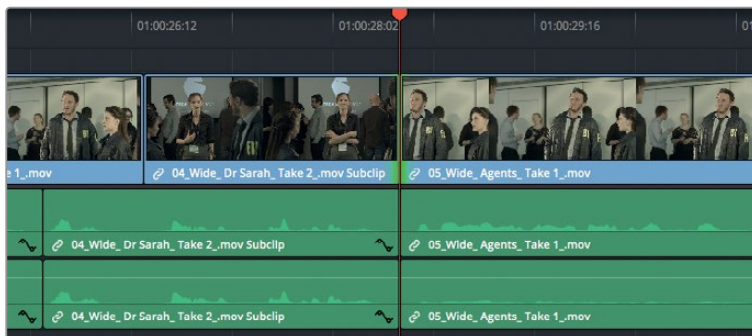 01:00:26:12 01:00:28:02 01:00:29:16 01
e 1_.mov 04_Wide_ Dr Sarah_ Take 2_.mov Subclip 05_Wide_ Agents_ Take 1_.mov
04_Wide_ Dr Sarah_ Take 2_.mov Subclip 05_Wide_ Agents_ Take 1_.mov
04_Wide_ Dr Sarah_ Take 2_.mov Subclip 05_Wide_ Agents_ Take 1_.mov